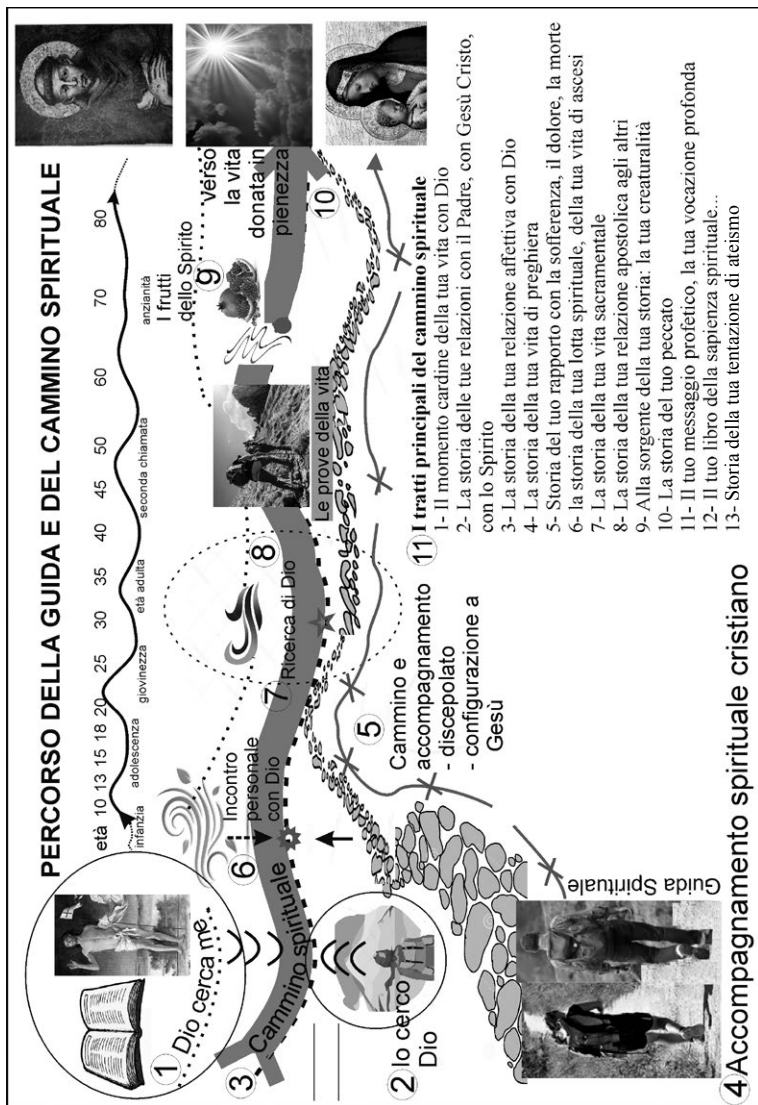 PERCORSO DELLA GUIDA E DEL CAMMINO SPIRITUALE
età 10 13 15 18 20 25 30 35 40 45 50 60 70 80
infanzia adolescenza giovinezza età adulta seconda chiamata anzianità
1 Dio cerca me
2 Io cerco
Dio
3 Cammino spirituale
4 Accompagnamento spirituale cristiano
Guida Spirituale
5 Cammino e
accompagnamento
- discepolato
- configurazione a
Gesù
6 Incontro
personale
con Dio
7 Ricerca di Dio
8
Le prove della vita
9 I frutti
dello Spirito
10 verso
la vita
donata in
pienezza
11 I tratti principali del cammino spirituale
1- Il momento cardine della tua vita con Dio
2- La storia delle tue relazioni con il Padre, con Gesù Cristo,
con lo Spirito
3- La storia della tua relazione affettiva con Dio
4- La storia della tua vita di preghiera
5- Storia del tuo rapporto con la sofferenza, il dolore, la morte
6- la storia della tua lotta spirituale, della tua vita di ascesi
7- La storia della tua vita sacramentale
8- La storia della tua relazione apostolica agli altri
9- Alla sorgente della tua storia: la tua creaturalità
10- La storia del tuo peccato
11- Il tuo messaggio profetico, la tua vocazione profonda
12- Il tuo libro della sapienza spirituale...
13- Storia della tua tentazione di ateismo